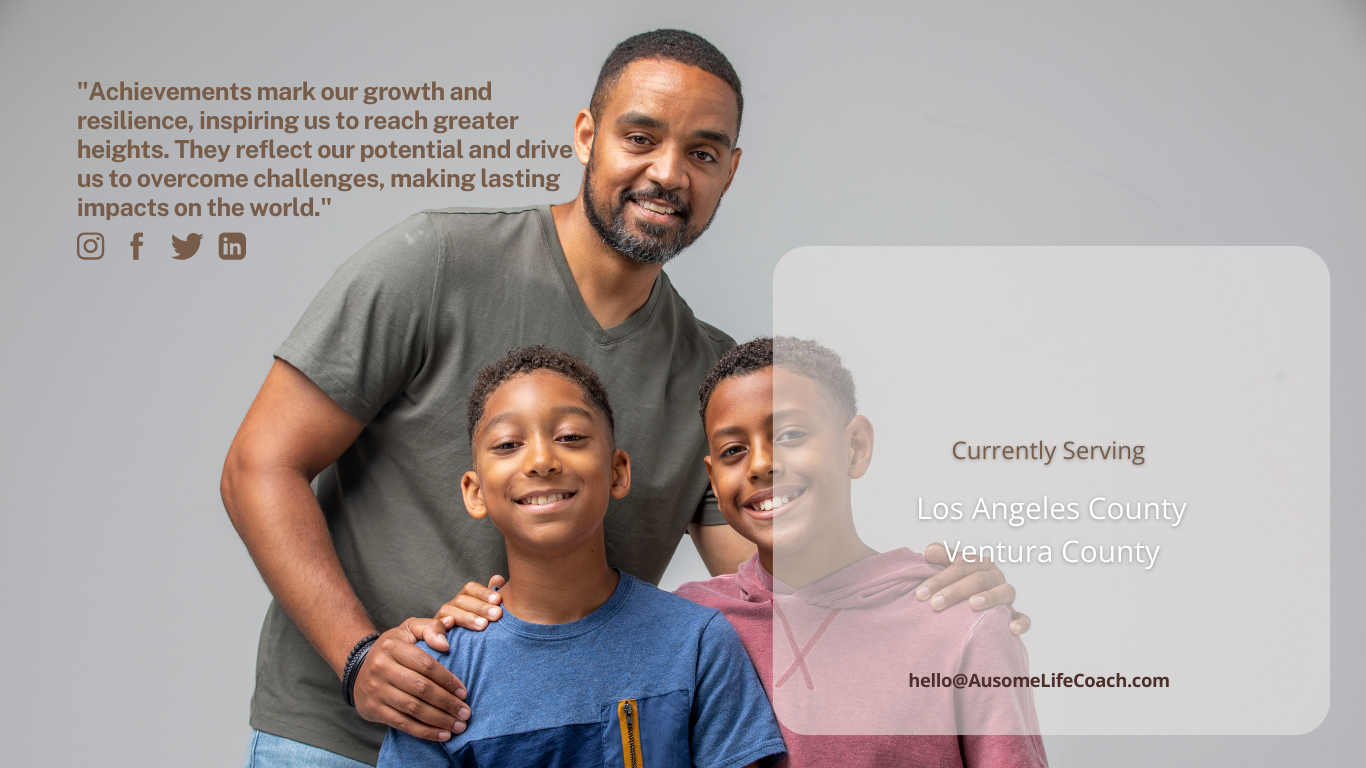 "Achievements mark our growth and
resilience, inspiring us to reach greater
heights. They reflect our potential and drive
us to overcome challenges, making lasting
impacts on the world."
Currently Serving
Los Angeles County
Ventura County
hello@AusomeLifeCoach.com